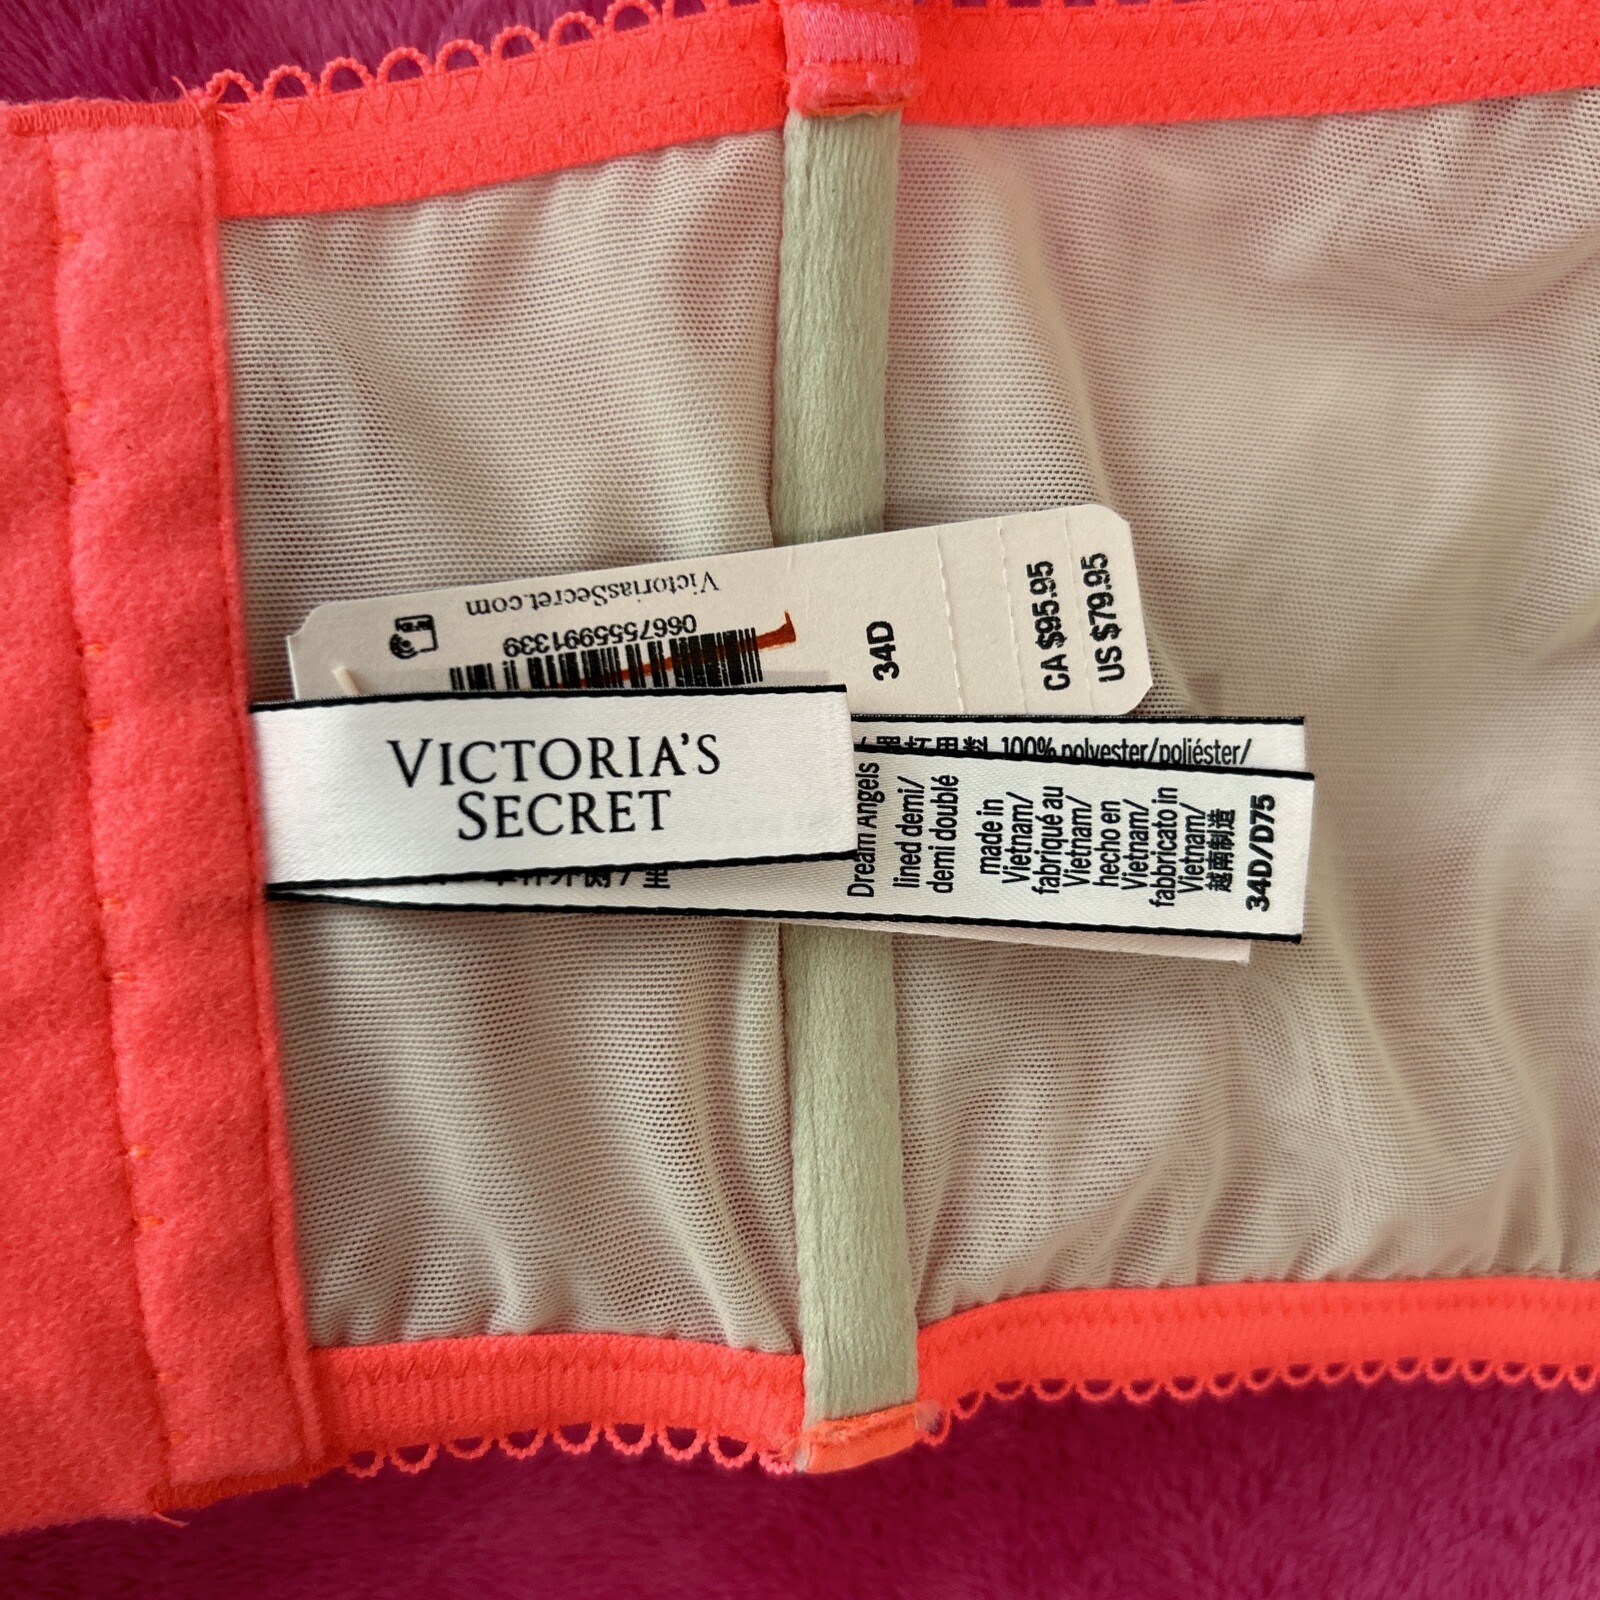 VictoriasSecret.com
0667555991339
34D
CA $95.95
US $79.95
VICTORIA'S
SECRET
100% polyester/poliéster/
Dream Angels
lined demi/
demi doublé
made in
Vietnam/
fabriqué au
Vietnam/
hecho en
Vietnam/
fabbricato in
Vietnam/
越南制造
34D/D75